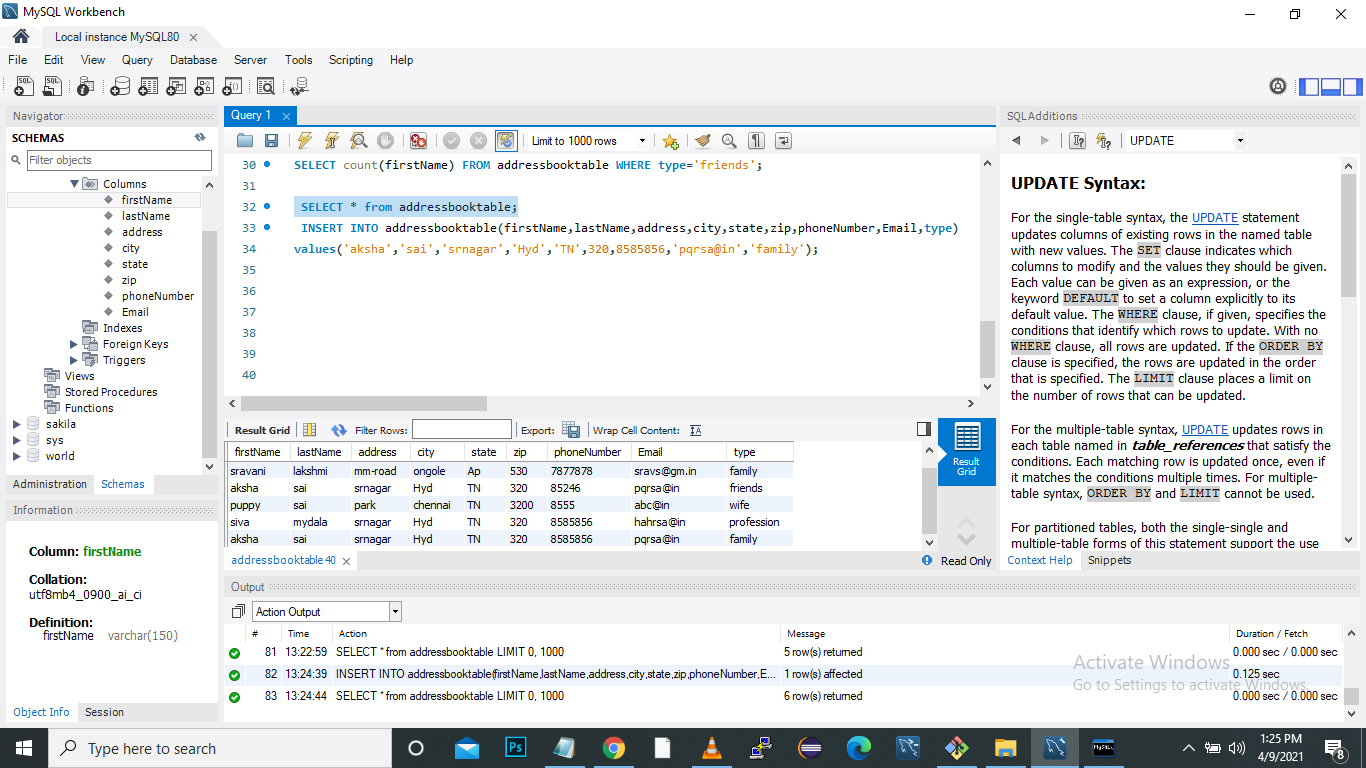 MySQL Workbench
Local instance MySQL80
File Edit View Query Database Server Tools Scripting Help
Navigator
SCHEMAS
Filter objects
Columns
firstName
lastName
address
city
state
zip
phoneNumber
Email
Indexes
Foreign Keys
Triggers
Views
Stored Procedures
Functions
sakila
sys
world
Administration Schemas
Information
Column: firstName
Collation:
utf8mb4_0900_ai_ci
Definition:
firstName varchar(150)
Object Info Session
Query 1
Limit to 1000 rows
30 SELECT count(firstName) FROM addressbooktable WHERE type='friends';
31
32 SELECT * from addressbooktable;
33 INSERT INTO addressbooktable(firstName,lastName,address,city,state,zip,phoneNumber,Email,type)
34 values('aksha','sai','srnagar','Hyd','TN',320,8585856,'pqrsa@in','family');
35
36
37
38
39
40
Result Grid Filter Rows: Export: Wrap Cell Content:
firstName lastName address city state zip phoneNumber Email type
sravani lakshmi mm-road ongole Ap 530 7877878 sravs@gm.in family
aksha sai srnagar Hyd TN 320 85246 pqrsa@in friends
puppy sai park chennai TN 3200 8555 abc@in wife
siva mydala srnagar Hyd TN 320 8585856 hahrsa@in profession
aksha sai srnagar Hyd TN 320 8585856 pqrsa@in family
Result
Grid
addressbooktable 40
Read Only
Output
Action Output
# Time Action Message Duration / Fetch
81 13:22:59 SELECT * from addressbooktable LIMIT 0, 1000 5 row(s) returned 0.000 sec / 0.000 sec
82 13:24:39 INSERT INTO addressbooktable(firstName,lastName,address,city,state,zip,phoneNumber,E... 1 row(s) affected 0.125 sec
83 13:24:44 SELECT * from addressbooktable LIMIT 0, 1000 6 row(s) returned 0.000 sec / 0.000 sec
SQLAdditions
UPDATE
UPDATE Syntax:
For the single-table syntax, the UPDATE statement
updates columns of existing rows in the named table
with new values. The SET clause indicates which
columns to modify and the values they should be given.
Each value can be given as an expression, or the
keyword DEFAULT to set a column explicitly to its
default value. The WHERE clause, if given, specifies the
conditions that identify which rows to update. With no
WHERE clause, all rows are updated. If the ORDER BY
clause is specified, the rows are updated in the order
that is specified. The LIMIT clause places a limit on
the number of rows that can be updated.
For the multiple-table syntax, UPDATE updates rows in
each table named in table_references that satisfy the
conditions. Each matching row is updated once, even if
it matches the conditions multiple times. For multiple-
table syntax, ORDER BY and LIMIT cannot be used.
For partitioned tables, both the single-single and
multiple-table forms of this statement support the use
Context Help Snippets
Activate Windows
Go to Settings to activate Windows.
Type here to search
Ps
MySQL
1:25 PM
4/9/2021
8